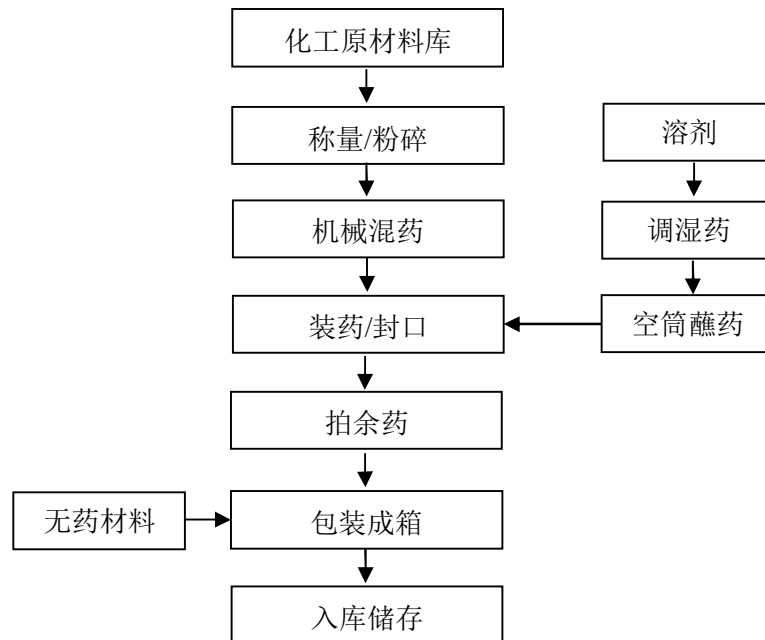 化工原材料库
称量/粉碎
溶剂
机械混药
调湿药
装药/封口
空筒蘸药
拍余药
无药材料
包装成箱
入库储存